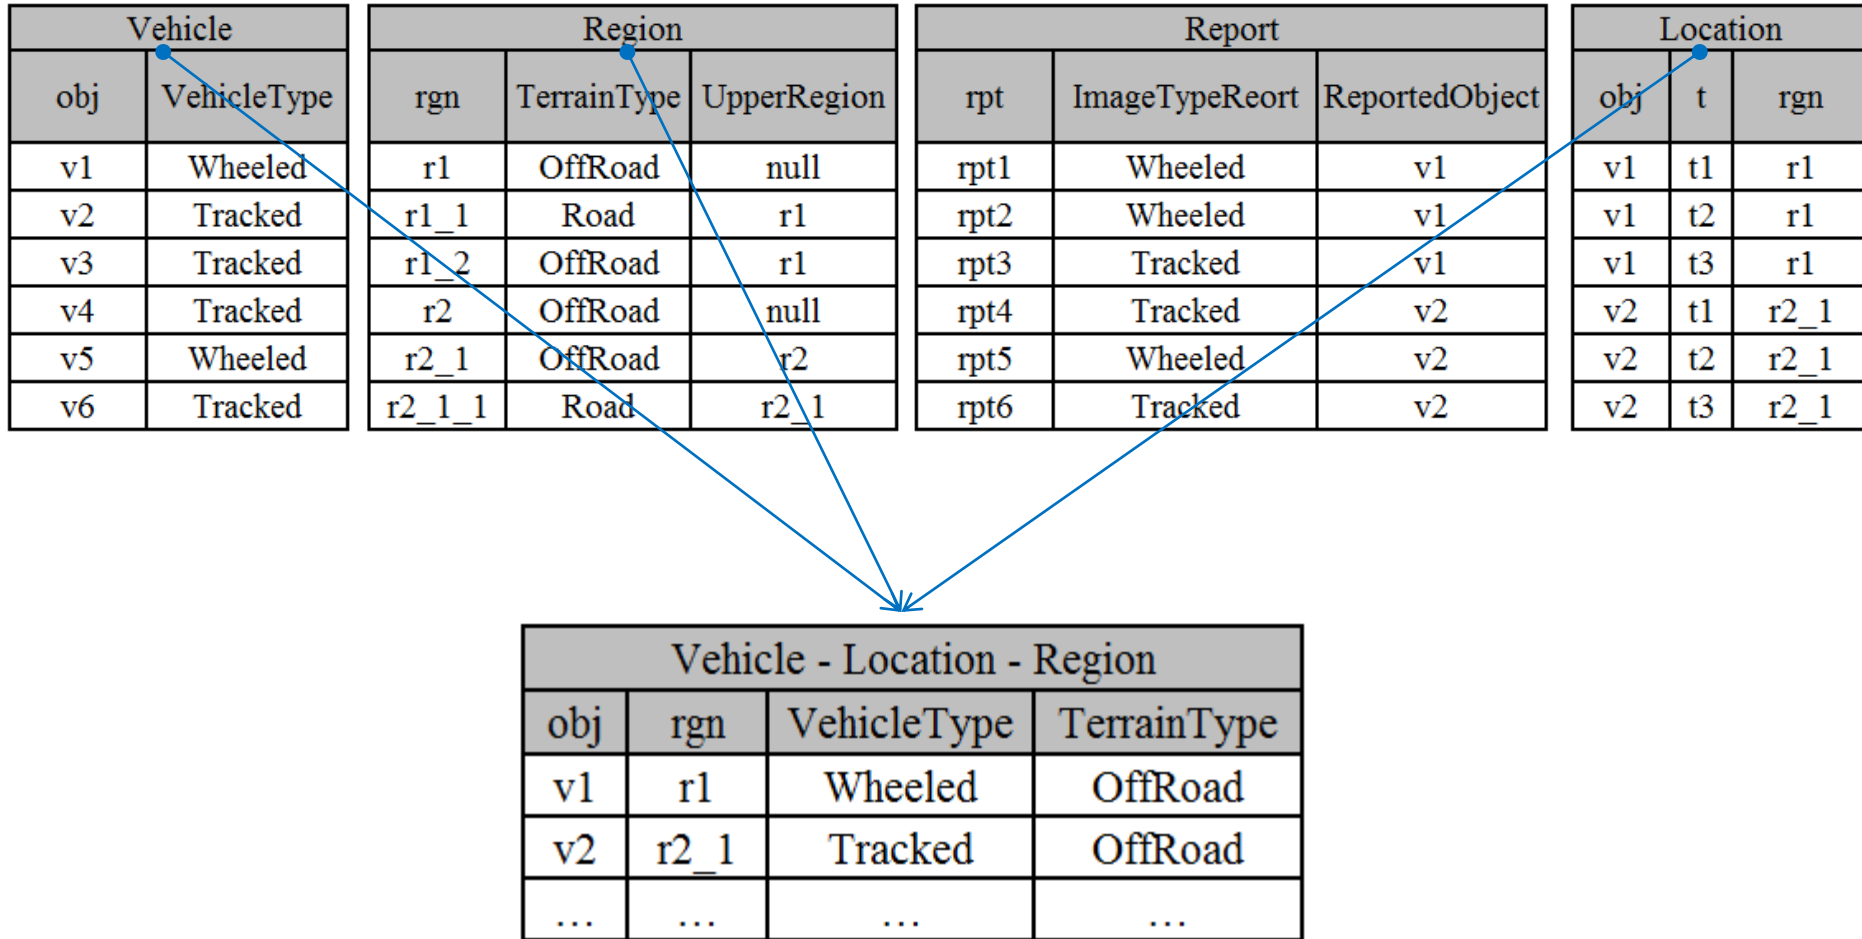 Vehicle Region Report Location
obj VehicleType rgn TerrainType UpperRegion rpt ImageTypeReort ReportedObject obj t rgn
v1 Wheeled r1 OffRoad null rpt1 Wheeled v1 v1 t1 r1
v2 Tracked r1_1 Road r1 rpt2 Wheeled v1 v1 t2 r1
v3 Tracked r1_2 OffRoad r1 rpt3 Tracked v1 v1 t3 r1
v4 Tracked r2 OffRoad null rpt4 Tracked v2 v2 t1 r2_1
v5 Wheeled r2_1 OffRoad r2 rpt5 Wheeled v2 v2 t2 r2_1
v6 Tracked r2_1_1 Road r2_1 rpt6 Tracked v2 v2 t3 r2_1
Vehicle - Location - Region
obj rgn VehicleType TerrainType
v1 r1 Wheeled OffRoad
v2 r2_1 Tracked OffRoad
... ... ... ...